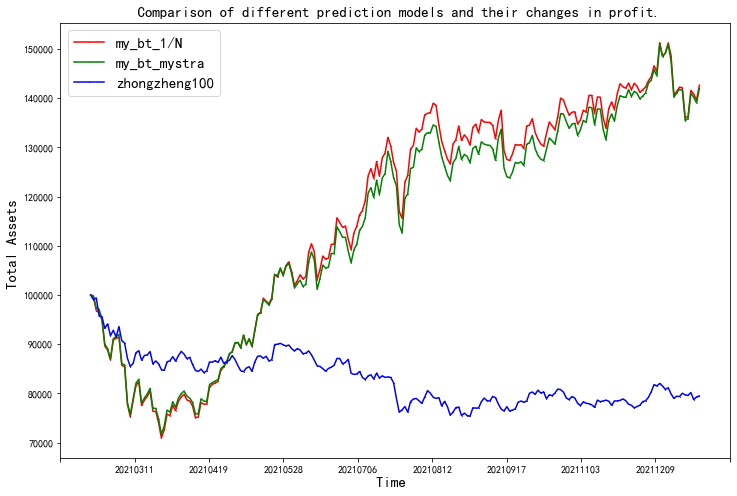 Comparison of different prediction models and their changes in profit.
my_bt_1/N
my_bt_mystra
zhongzheng100
150000
140000
130000
120000
110000
100000
90000
80000
70000
Total Assets
20210311 20210419 20210528 20210706 20210812 20210917 20211103 20211209
Time